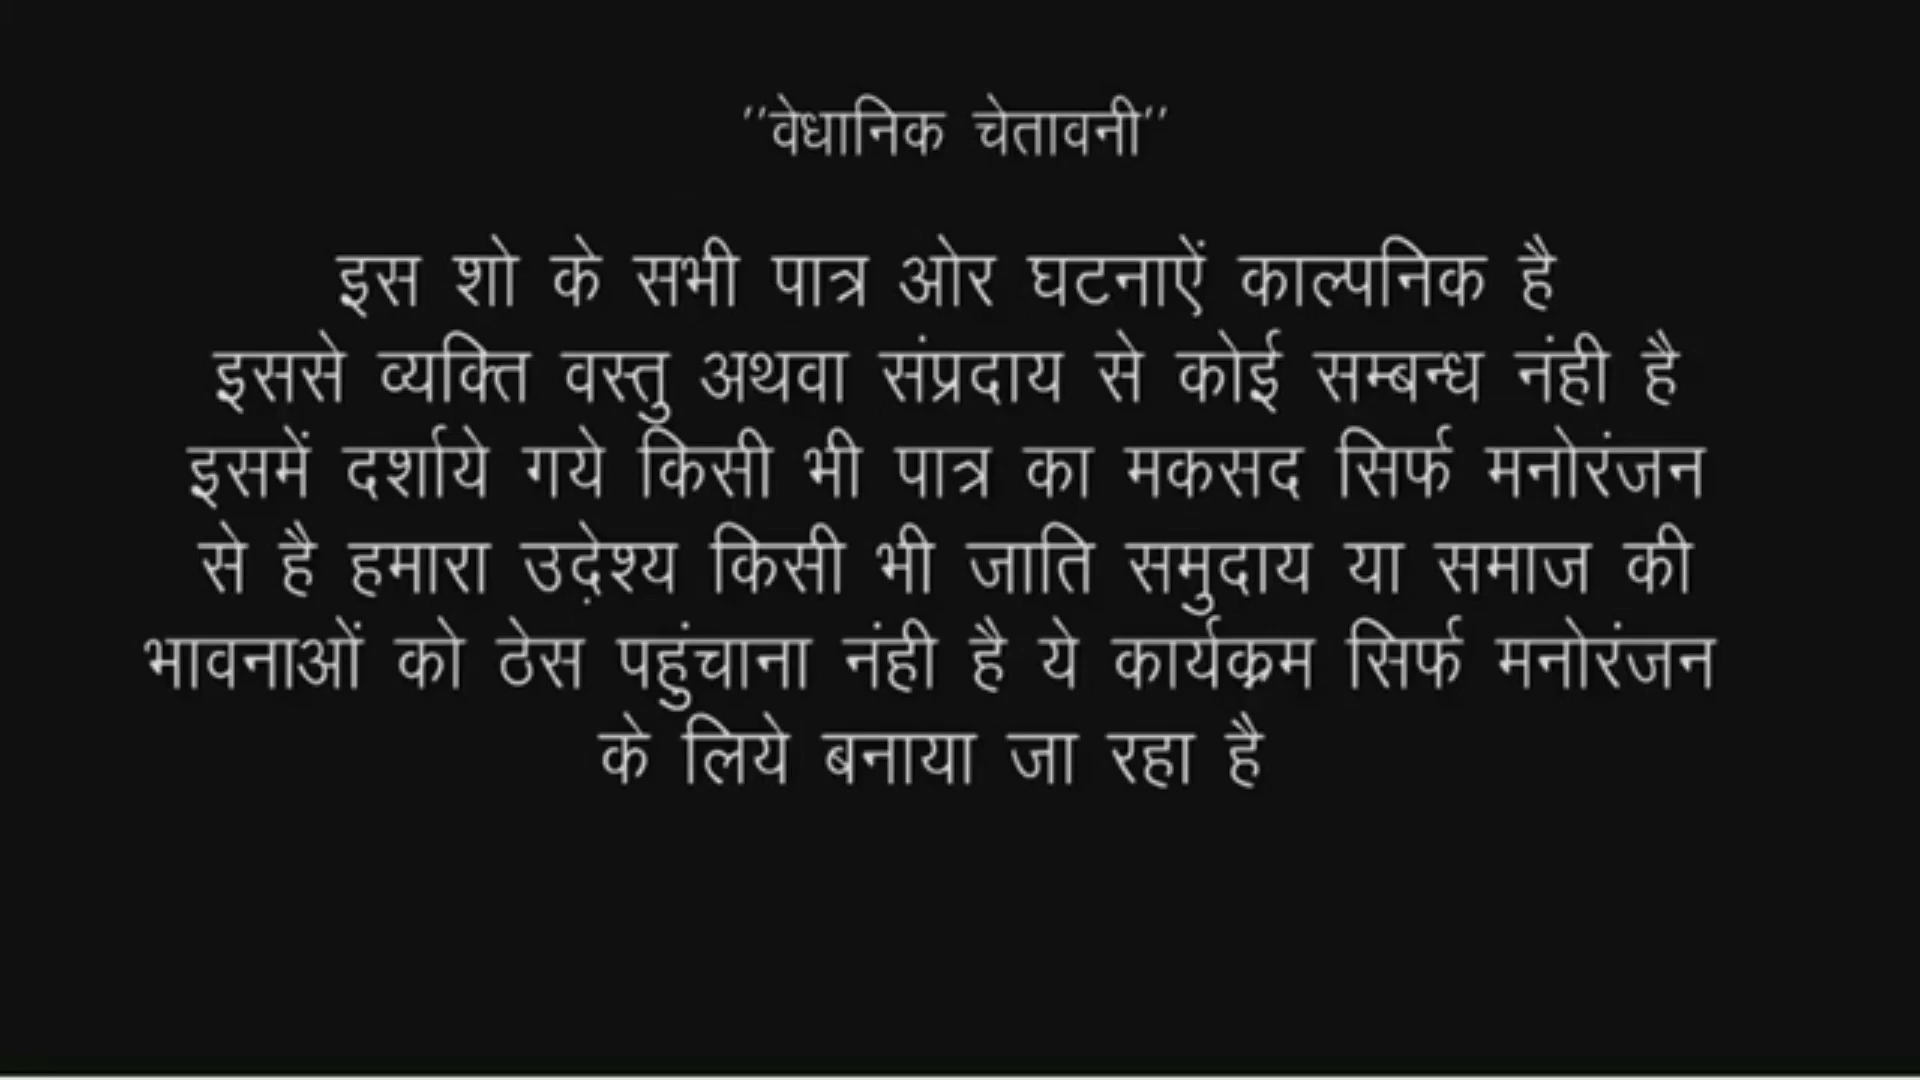 "वेधानिक चेतावनी"
इस शो के सभी पात्र ओर घटनाऐं काल्पनिक है
इससे व्यक्ति वस्तु अथवा संप्रदाय से कोई सम्बन्ध नंही है
इसमें दर्शाये गये किसी भी पात्र का मकसद सिर्फ मनोरंजन
से है हमारा उद़ेश्य किसी भी जाति समुदाय या समाज की
भावनाओं को ठेस पहुंचाना नंही है ये कार्यक्रम सिर्फ मनोरंजन
के लिये बनाया जा रहा है